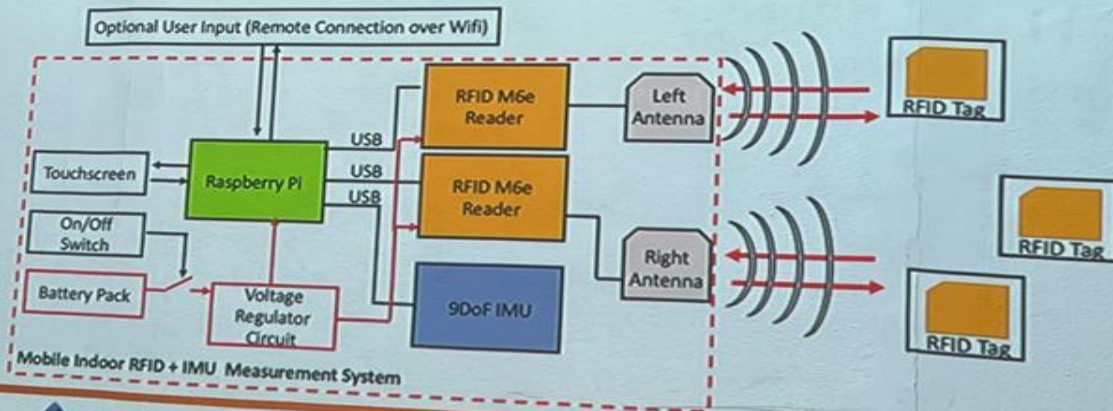 Optional User Input (Remote Connection over Wifi)
RFID M6e
Reader
Left
Antenna
RFID Tag
USB
Touchscreen
Raspberry Pi
USB
RFID M6e
Reader
USB
RFID Tag
On/Off
Switch
Right
Antenna
Battery Pack
Voltage
Regulator
Circuit
9DoF IMU
RFID Tag
Mobile Indoor RFID + IMU Measurement System